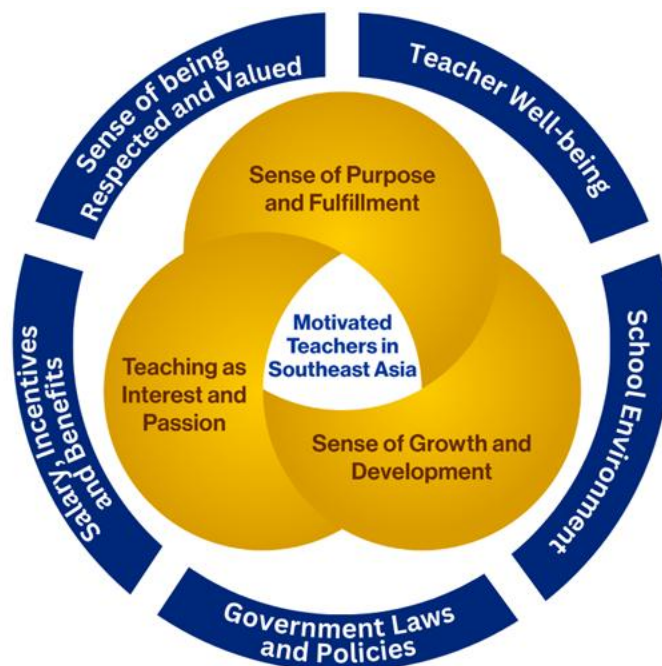 Sense of being
Respected and Valued
Teacher Well-being
Sense of Purpose
and Fulfillment
Motivated
Teachers in
Southeast Asia
Teaching as
Interest and
Passion
Sense of Growth and
Development
Salary, Incentives
and Benefits
School Environment
Government Laws
and Policies